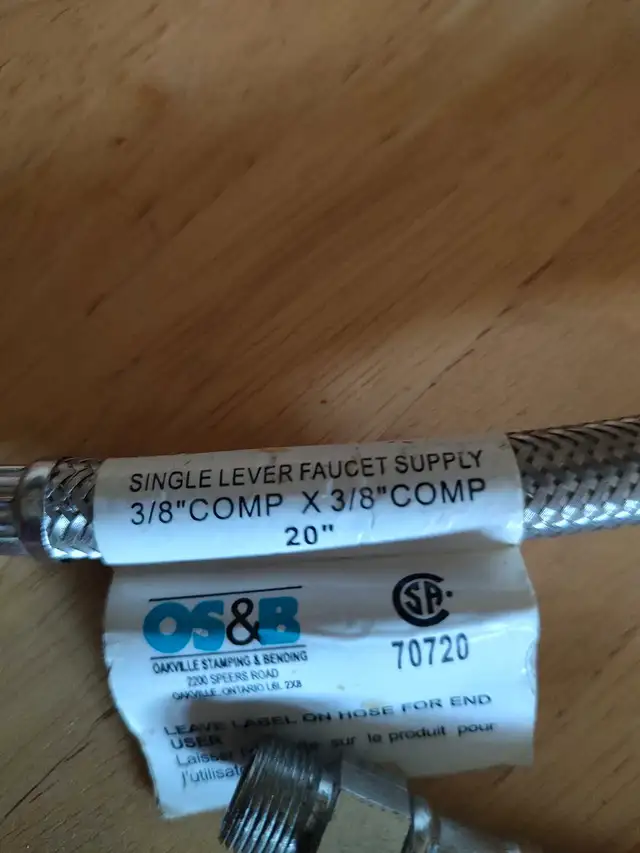 SINGLE LEVER FAUCET SUPPLY
3/8"COMP X 3/8"COMP
20"
OS&B
OAKVILLE STAMPING & BENDING
2200 SPEERS ROAD
OAKVILLE, ONTARIO L6L 2X8
CSA
70720
LEAVE LABEL ON HOSE FOR END
USER
Laisser sur le produit pour